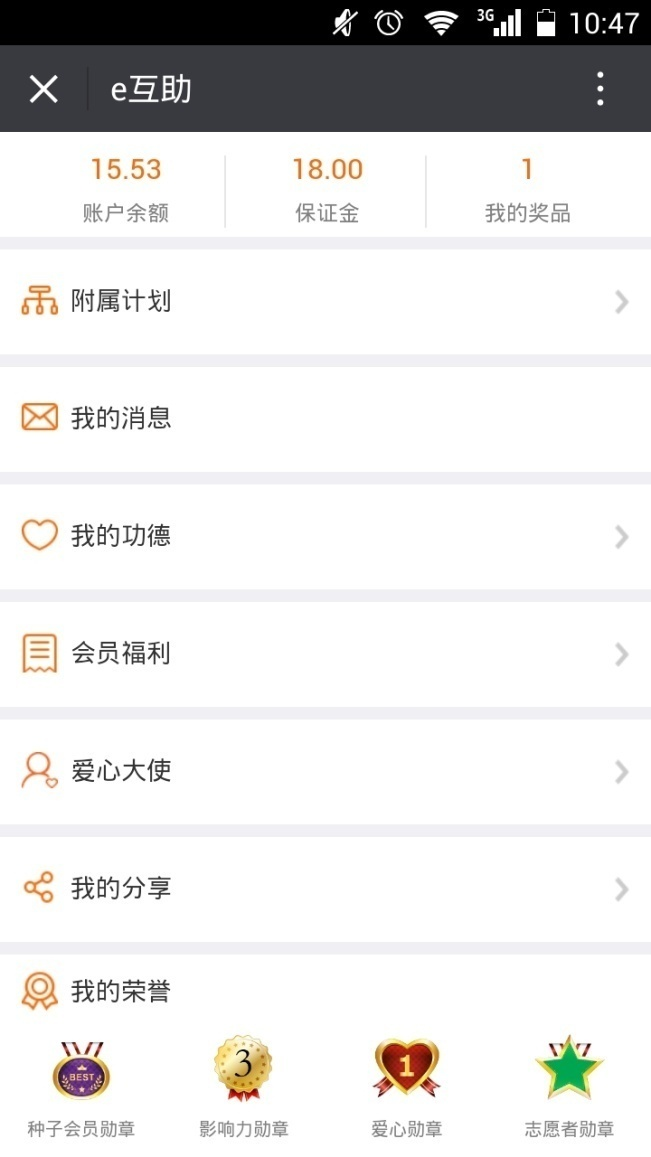 3G 10:47
e互助
15.53 18.00 1
账户余额 保证金 我的奖品
附属计划
我的消息
我的功德
会员福利
爱心大使
我的分享
我的荣誉
BEST 3 1
种子会员勋章 影响力勋章 爱心勋章 志愿者勋章